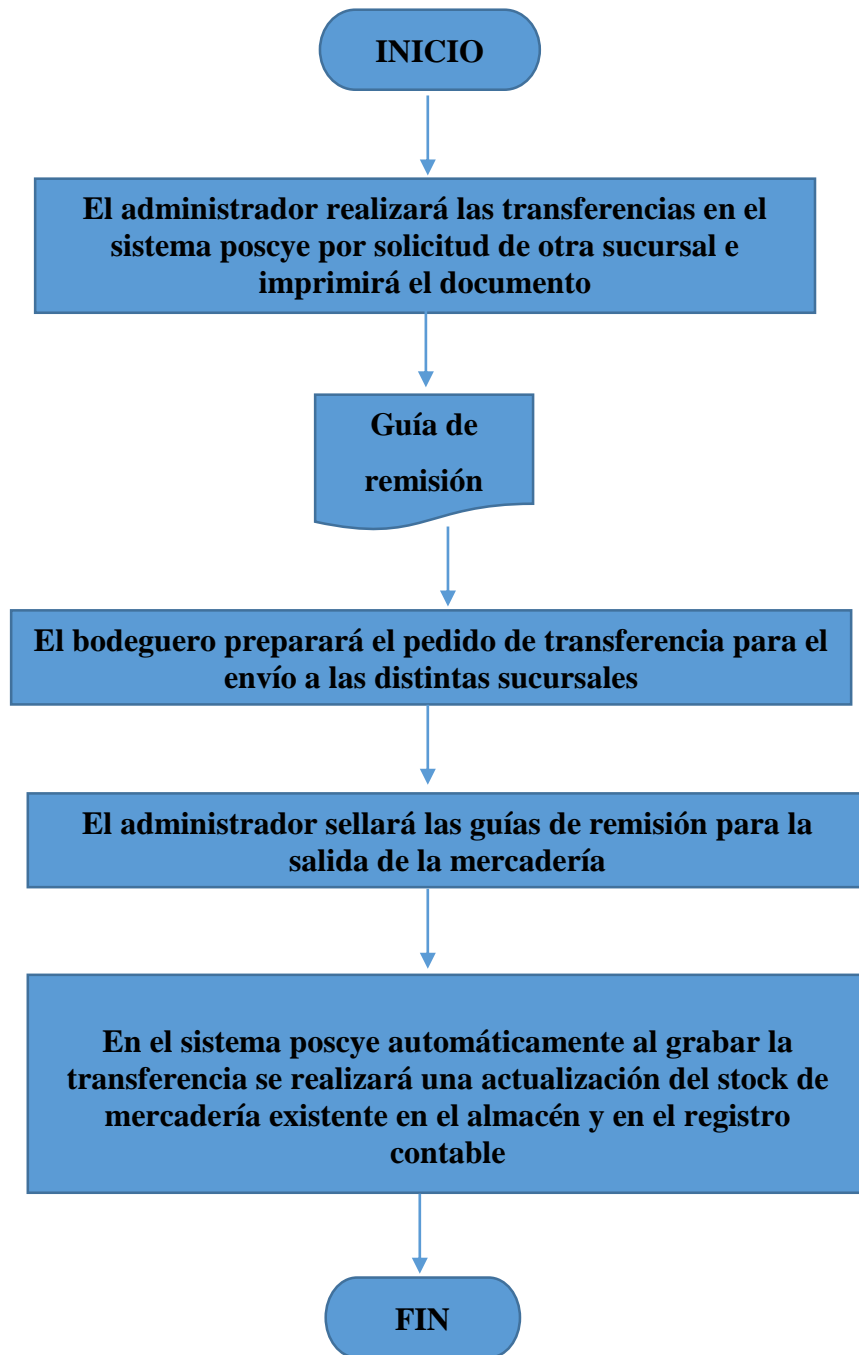 INICIO
El administrador realizará las transferencias en el
sistema poscye por solicitud de otra sucursal e
imprimirá el documento
Guía de
remisión
El bodeguero preparará el pedido de transferencia para el
envío a las distintas sucursales
El administrador sellará las guías de remisión para la
salida de la mercadería
En el sistema poscye automáticamente al grabar la
transferencia se realizará una actualización del stock de
mercadería existente en el almacén y en el registro
contable
FIN